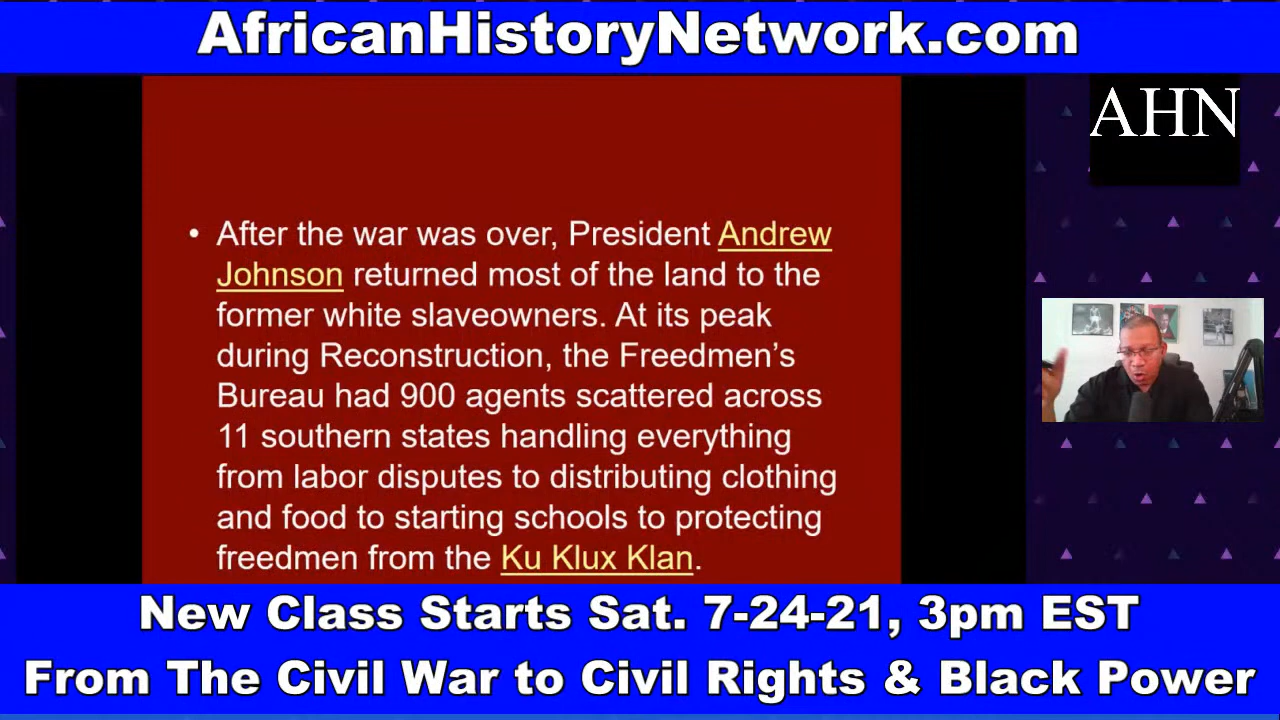 AfricanHistoryNetwork.com
AHN
• After the war was over, President Andrew
Johnson returned most of the land to the
former white slaveowners. At its peak
during Reconstruction, the Freedmen’s
Bureau had 900 agents scattered across
11 southern states handling everything
from labor disputes to distributing clothing
and food to starting schools to protecting
freedmen from the Ku Klux Klan.
New Class Starts Sat. 7-24-21, 3pm EST
From The Civil War to Civil Rights & Black Power